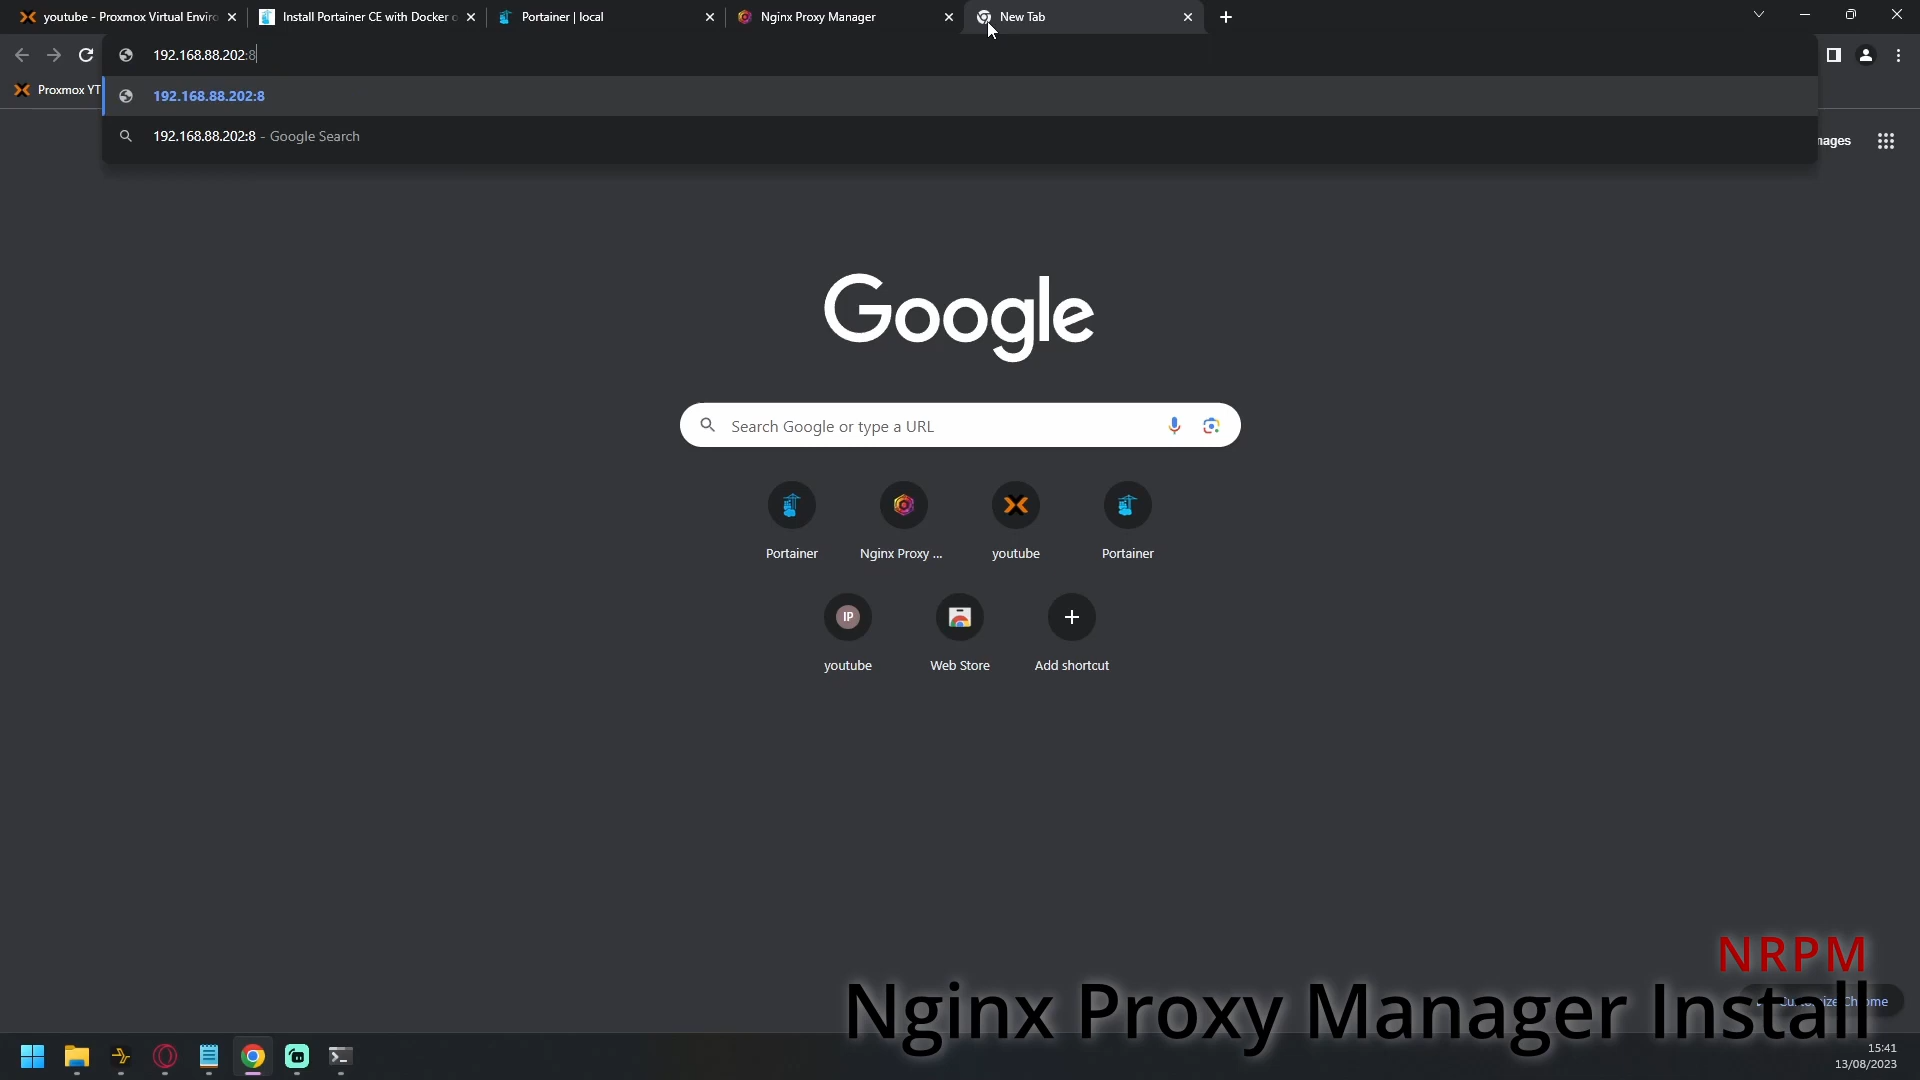 youtube - Proxmox Virtual Enviro
Install Portainer CE with Docker o
Portainer | local
Nginx Proxy Manager
New Tab
192.168.88.202:8
Proxmox YT
192.168.88.202:8
192.168.88.202:8 - Google Search
mages
Google
Search Google or type a URL
Portainer
Nginx Proxy ...
youtube
Portainer
IP
youtube
Web Store
Add shortcut
NRPM
Nginx Proxy Manager Install
15:41
13/08/2023